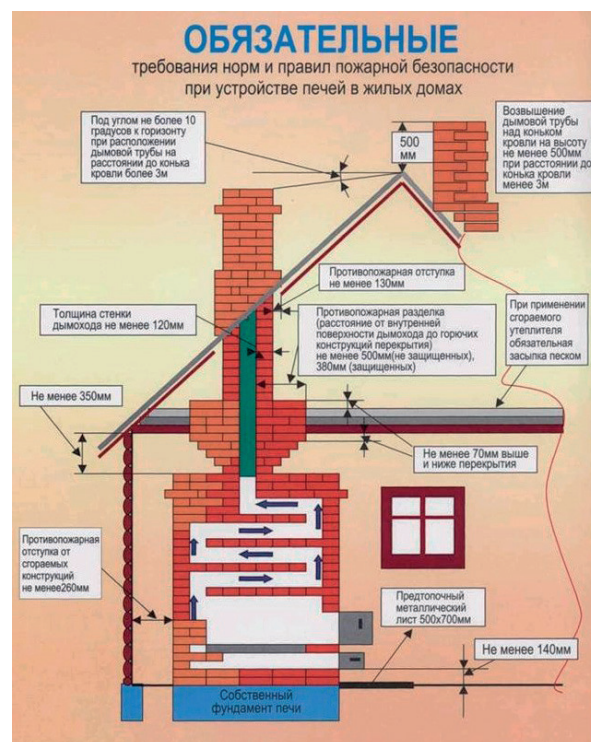 ОБЯЗАТЕЛЬНЫЕ
требования норм и правил пожарной безопасности
при устройстве печей в жилых домах
Под углом не более 10
градусов к горизонту
при расположении
дымовой трубы на
расстоянии до конька
кровли более 3м
500
мм
Возвышение
дымовой трубы
над коньком
кровли на высоту
не менее 500мм
при расстоянии до
конька кровли
менее 3м
Противопожарная отступка
не менее 130мм
Толщина стенки
дымохода не менее 120мм
Противопожарная разделка
(расстояние от внутренней
поверхности дымохода до горючих
конструкций перекрытия)
не менее 500мм(не защищенных),
380мм (защищенных)
При применении
сгораемого
утеплителя
обязательная
засыпка песком
Не менее 350мм
Не менее 70мм выше
и ниже перекрытия
Противопожарная
отступка от
сгораемых
конструкций
не менее260мм
Предтопочный
металлический
лист 500х700мм
Не менее 140мм
Собственный
фундамент печи